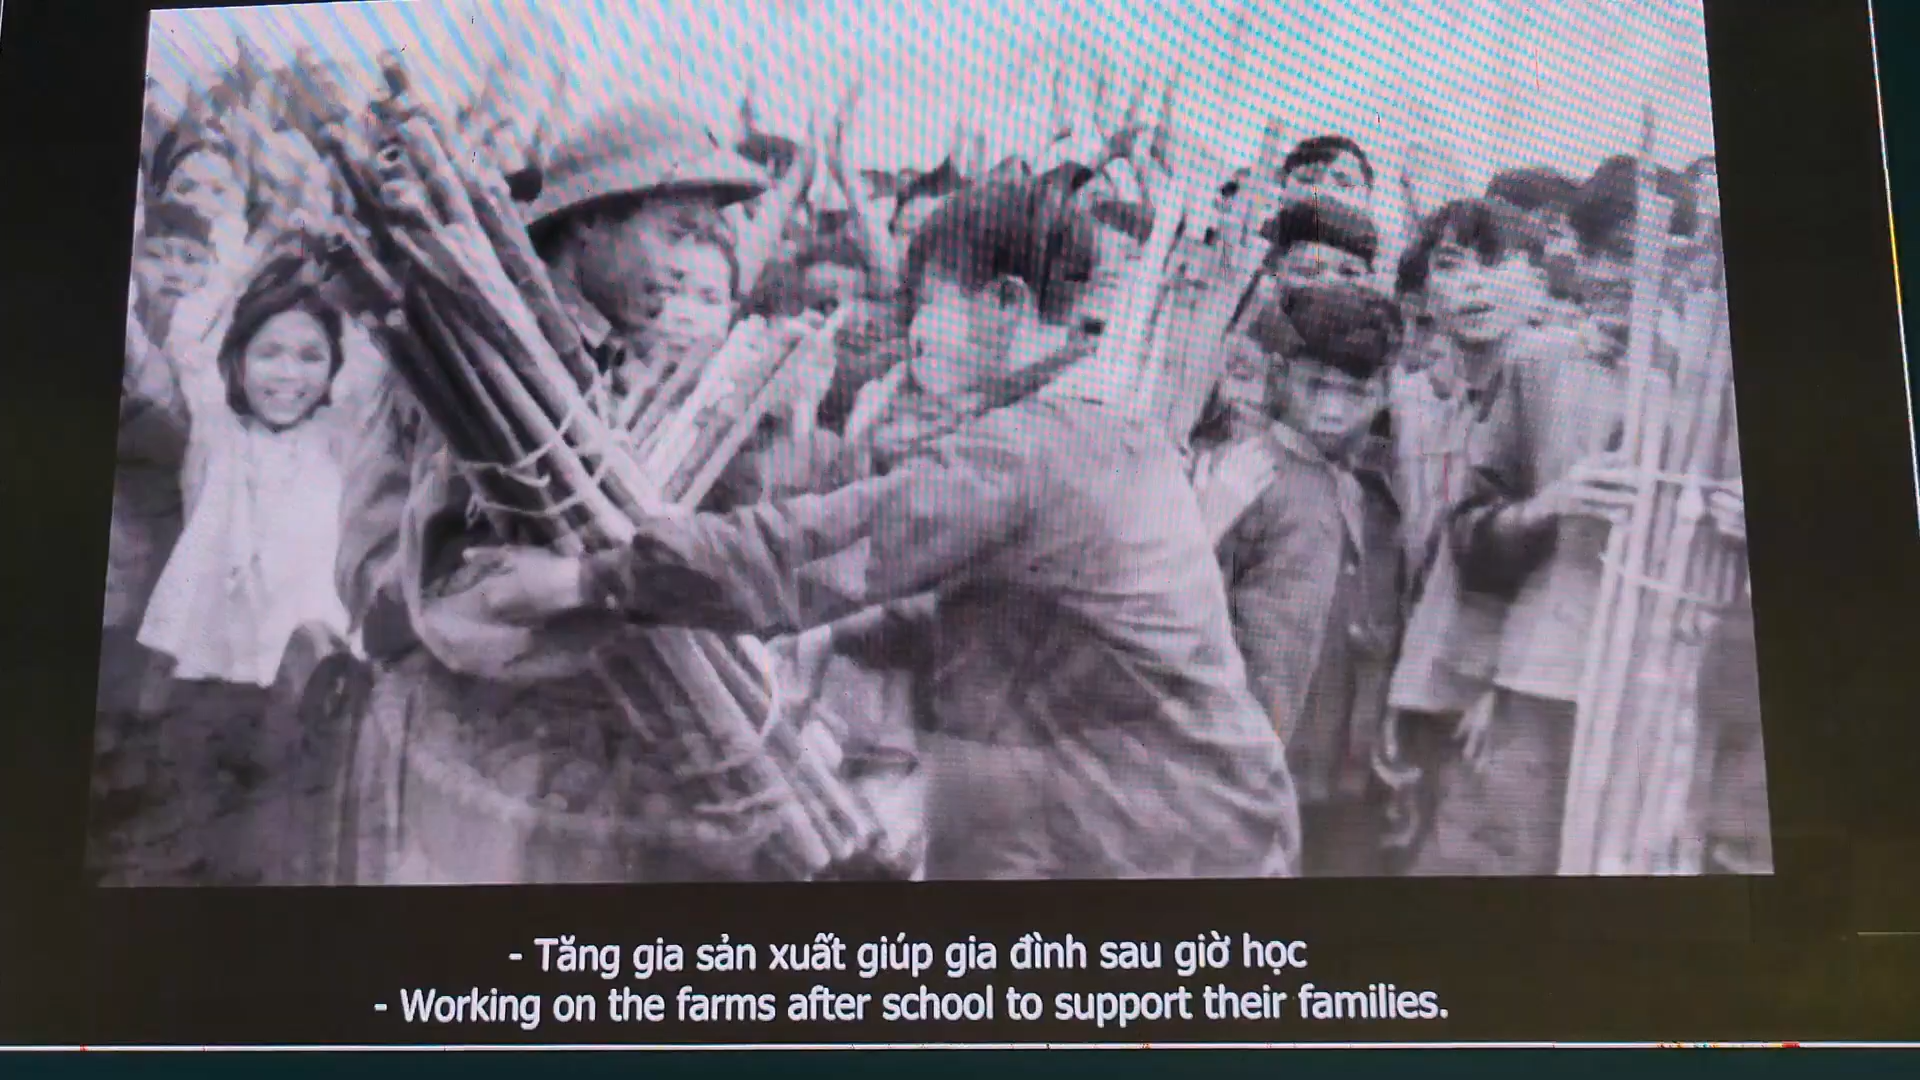 - Tăng gia sản xuất giúp gia đình sau giờ học
- Working on the farms after school to support their families.